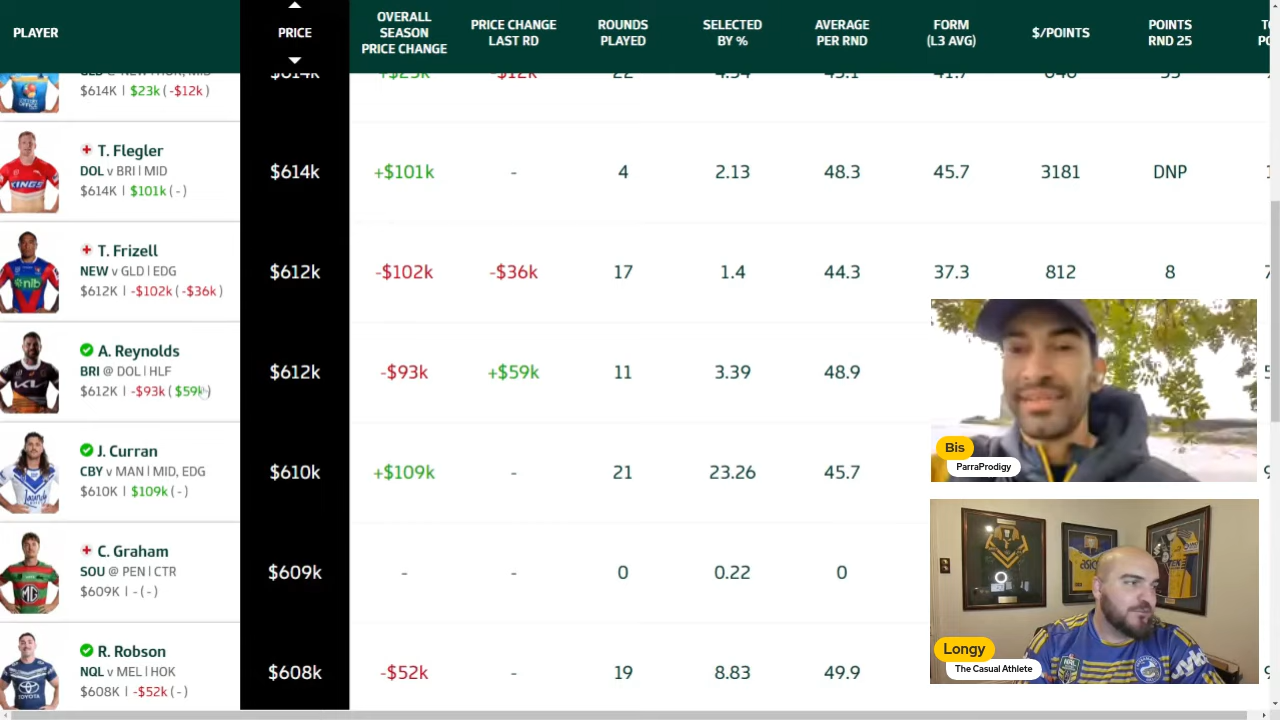 PLAYER
PRICE
OVERALL
SEASON
PRICE CHANGE
PRICE CHANGE
LAST RD
ROUNDS
PLAYED
SELECTED
BY %
AVERAGE
PER RND
FORM
(L3 AVG)
$/POINTS
POINTS
RND 25
$614K | $23k ( -$12k )
$614k
+$23k
-$12k
22
T. Flegler
DOL v BRI | MID
$614K | $101k ( - )
$614k
+$101k
-
4
2.13
48.3
45.7
3181
DNP
T. Frizell
NEW v GLD | EDG
$612K | -$102k ( -$36k )
$612k
-$102k
-$36k
17
1.4
44.3
37.3
812
8
A. Reynolds
BRI @ DOL | HLF
$612K | -$93k ( $59k )
$612k
-$93k
+$59k
11
3.39
48.9
J. Curran
CBY v MAN | MID, EDG
$610K | $109k ( - )
$610k
+$109k
-
21
23.26
45.7
C. Graham
SOU @ PEN | CTR
$609K | - ( - )
$609k
-
-
0
0.22
0
R. Robson
NQL v MEL | HOK
$608K | -$52k ( - )
$608k
-$52k
-
19
8.83
49.9
Bis
ParraProdigy
Longy
The Casual Athlete